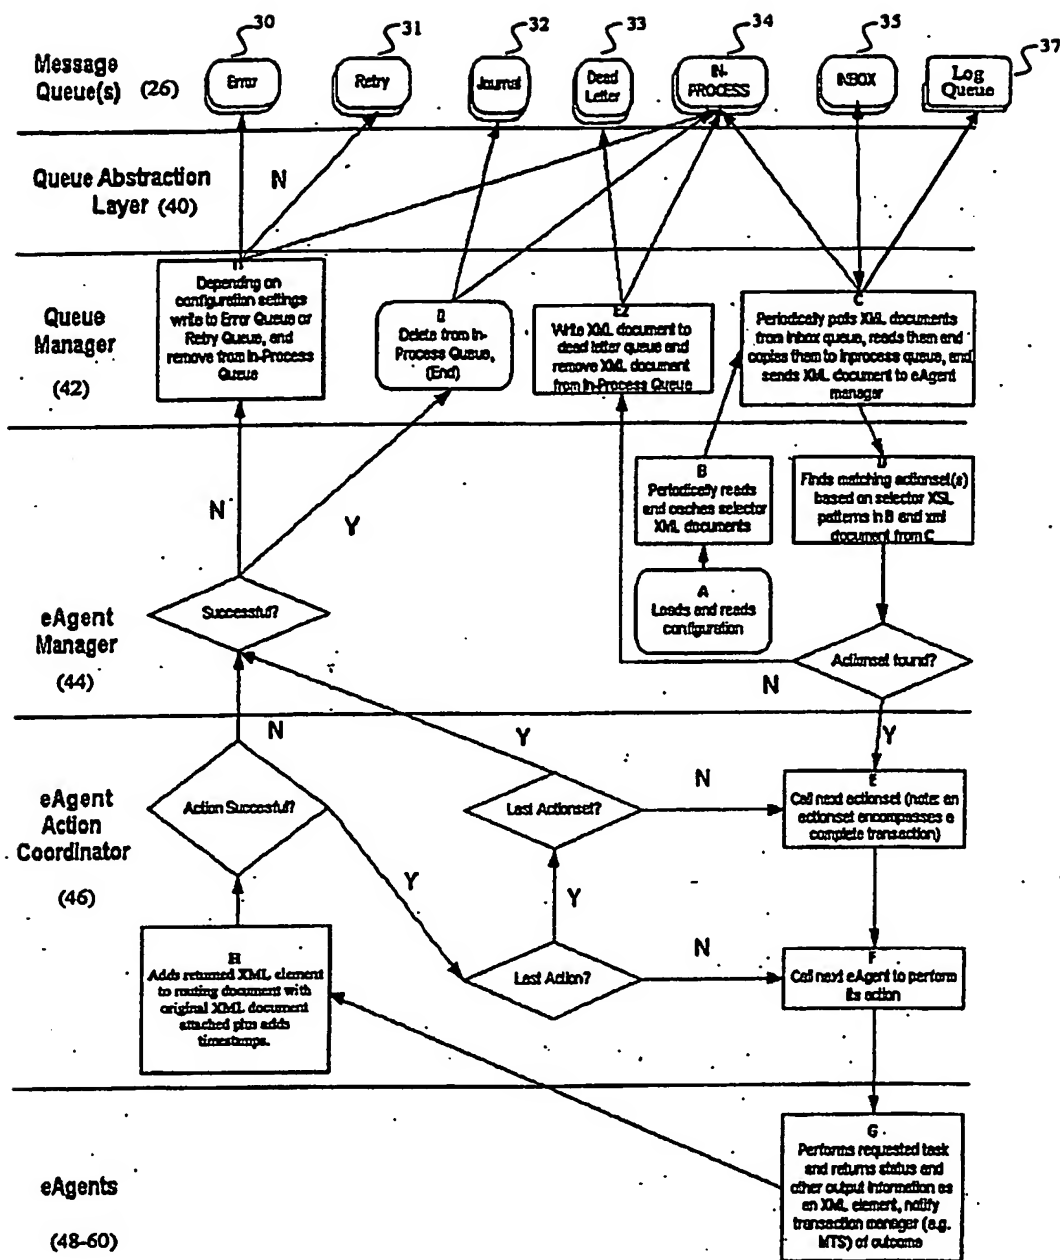 30
31
32
33
34
35
37
Message
Queue(s) (26)
Error
Retry
Journal
Dead
Letter
IN-
PROCESS
INBOX
Log
Queue
Queue Abstraction
Layer (40)
N
Queue
Manager
(42)
Depending on
configuration settings
write to Error Queue or
Retry Queue, and
remove from In-Process
Queue
Delete from In-
Process Queue,
(End)
E2
Write XML document to
dead letter queue and
remove XML document
from In-Process Queue
C
Periodically polls XML documents
from inbox queue, reads them and
copies them to inprocess queue, and
sends XML document to eAgent
manager
N
Y
B
Periodically reads
and caches selector
XML documents
D
Finds matching actionset(s)
based on selector XSL
patterns in B and xml
document from C
A
Loads and reads
configuration
eAgent
Manager
(44)
Successful?
Actionset found?
N
N
Y
Y
eAgent
Action
Coordinator
(46)
Action Succesful?
Last Actionset?
N
E
Call next actionset (note: an
actionset encompasses a
complete transaction)
Y
Y
H
Adds returned XML element
to routing document with
original XML document
attached plus adds
timestamps.
Last Action?
N
F
Call next eAgent to perform
its action
eAgents
(48-60)
G
Performs requested task
and returns status and
other output information as
an XML element, notify
transaction manager (e.g.
MTS) of outcome